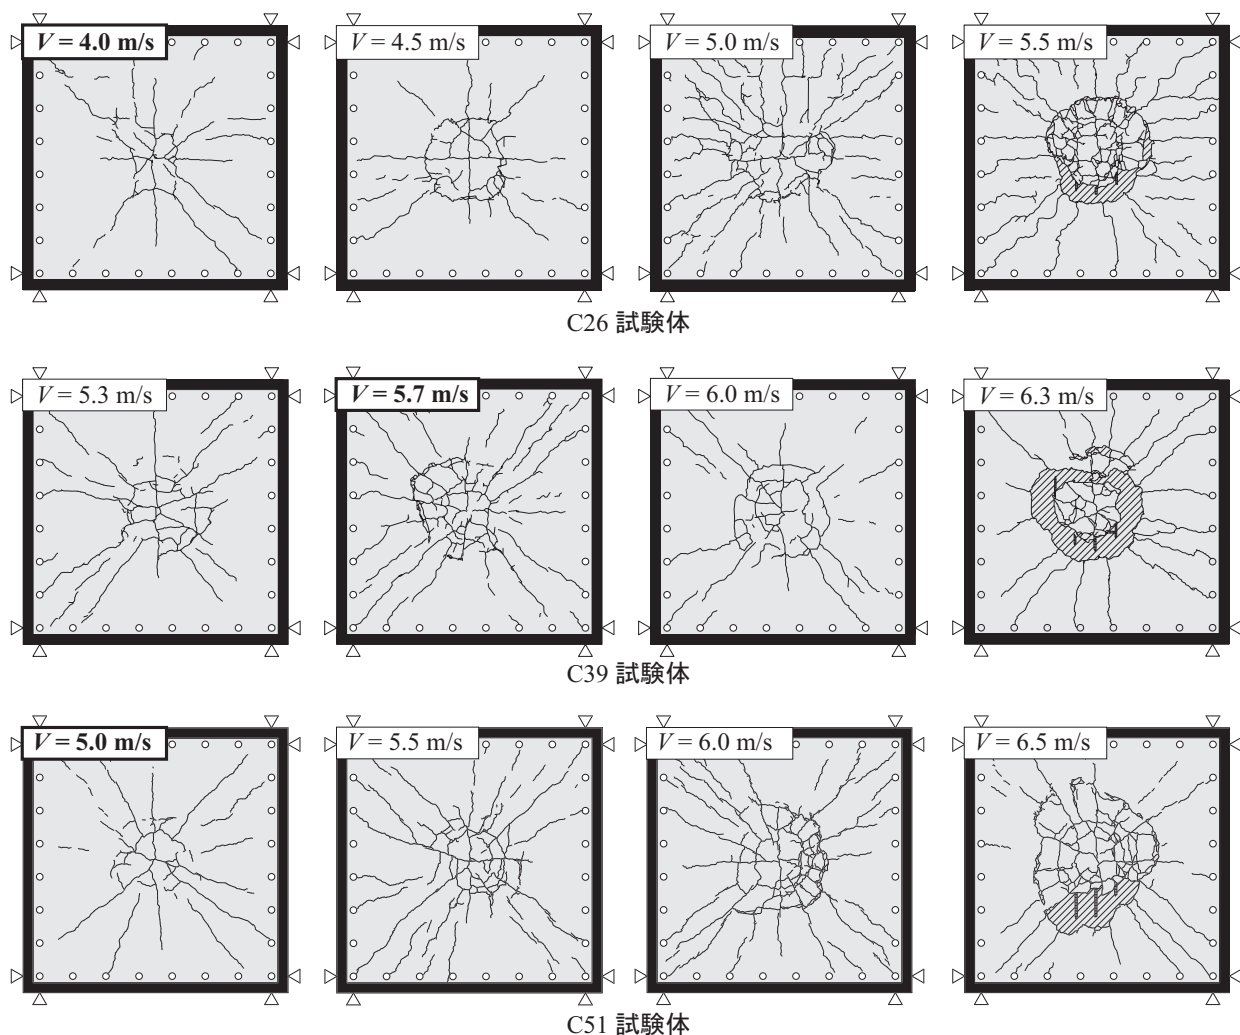 V = 4.0 m/s
V = 4.5 m/s
V = 5.0 m/s
V = 5.5 m/s
C26 試験体
V = 5.3 m/s
V = 5.7 m/s
V = 6.0 m/s
V = 6.3 m/s
C39 試験体
V = 5.0 m/s
V = 5.5 m/s
V = 6.0 m/s
V = 6.5 m/s
C51 試験体